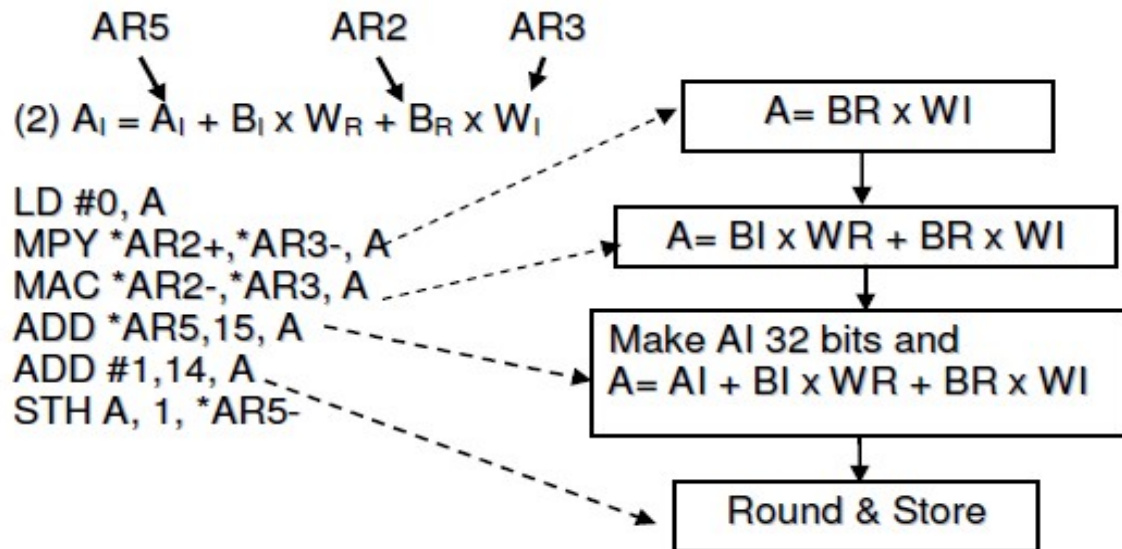 AR5 AR2 AR3
(2) Aᵢ = Aᵢ + Bᵢ x Wʀ + Bʀ x Wᵢ
A= BR x WI
LD #0, A
MPY *AR2+,*AR3-, A
MAC *AR2-,*AR3, A
ADD *AR5,15, A
ADD #1,14, A
STH A, 1, *AR5-
A= BI x WR + BR x WI
Make AI 32 bits and
A= AI + BI x WR + BR x WI
Round & Store